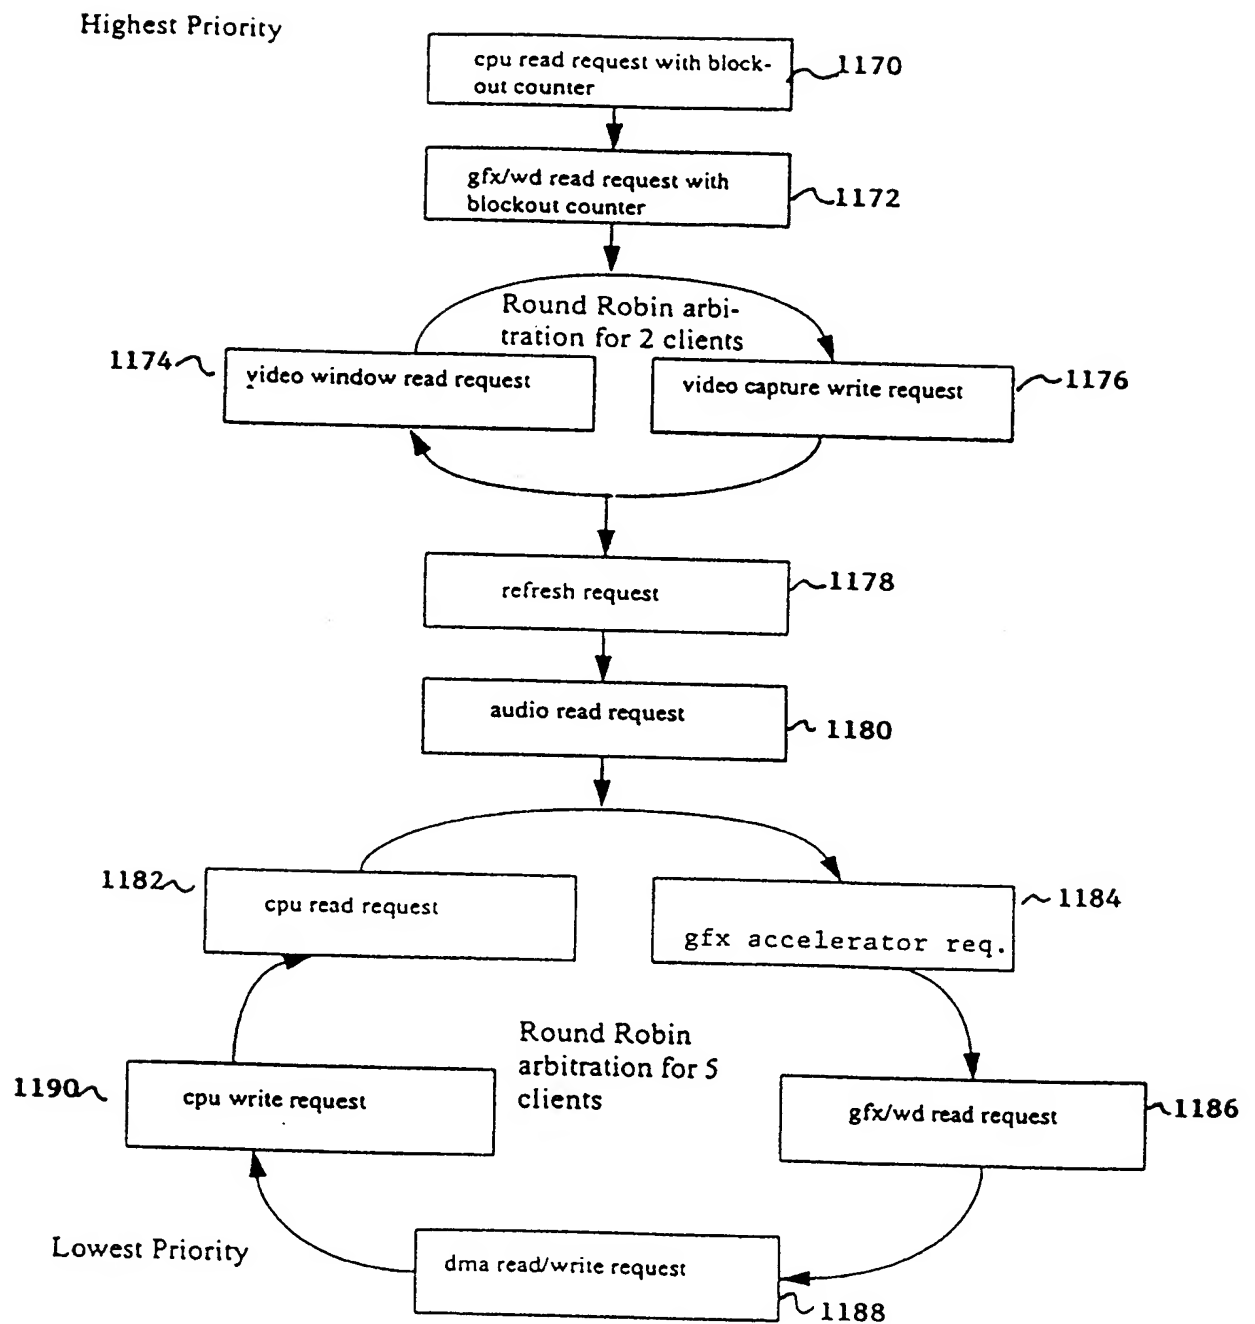 Highest Priority
cpu read request with block-
out counter
1170
gfx/wd read request with
blockout counter
1172
Round Robin arbi-
tration for 2 clients
1174
video window read request
video capture write request
1176
refresh request
1178
audio read request
1180
1182
cpu read request
gfx accelerator req.
1184
Round Robin
arbitration for 5
clients
1190
cpu write request
gfx/wd read request
1186
Lowest Priority
dma read/write request
1188